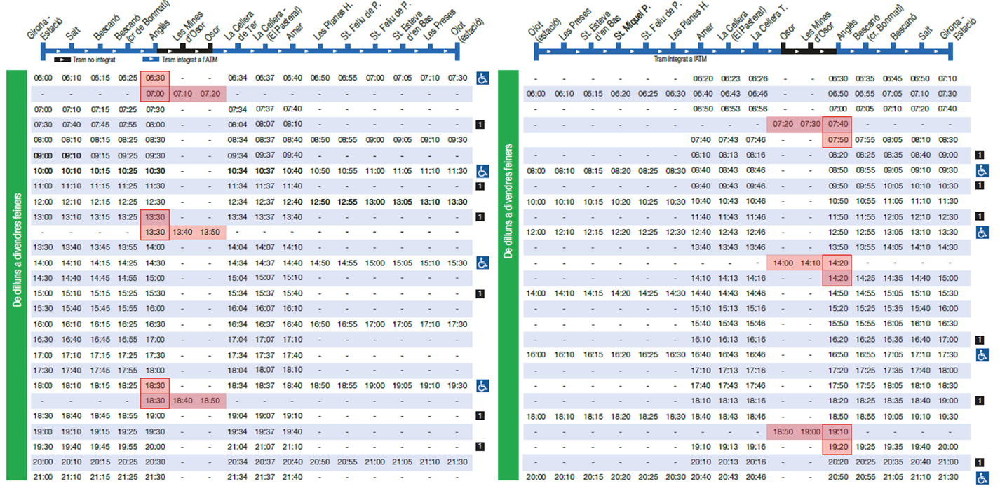 Girona - Estació Salt Bescanó Bescanó (cr de Bonmatí) Anglès Les Mines d'Osor Osor La Cellera de Ter La Cellera - (El Pasteral) Amer Les Planes H. St. Feliu de P. St. Feliu de P. St. Esteve d'en Bas Les Preses Olot (estació)
Tram no integrat Tram integrat a l'ATM
De dilluns a divendres feiners
06:00 06:10 06:15 06:25 06:30 - - 06:34 06:37 06:40 06:50 06:55 07:00 07:05 07:10 07:30
- - - - 07:00 07:10 07:20 - - - - - - - - -
07:00 07:10 07:15 07:25 07:30 - - 07:34 07:37 07:40 - - - - - -
07:30 07:40 07:45 07:55 08:00 - - 08:04 08:07 08:10 - - - - - - 1
08:00 08:10 08:15 08:25 08:30 - - 08:34 08:37 08:40 08:50 08:55 09:00 09:05 09:10 09:30
09:00 09:10 09:15 09:25 09:30 - - 09:34 09:37 09:40 - - - - - -
10:00 10:10 10:15 10:25 10:30 - - 10:34 10:37 10:40 10:50 10:55 11:00 11:05 11:10 11:30
11:00 11:10 11:15 11:25 11:30 - - 11:34 11:37 11:40 - - - - - - 1
12:00 12:10 12:15 12:25 12:30 - - 12:34 12:37 12:40 12:50 12:55 13:00 13:05 13:10 13:30
13:00 13:10 13:15 13:25 13:30 - - 13:34 13:37 13:40 - - - - - - 1
- - - - 13:30 13:40 13:50 - - - - - - - - -
13:30 13:40 13:45 13:55 14:00 - - 14:04 14:07 14:10 - - - - - -
14:00 14:10 14:15 14:25 14:30 - - 14:34 14:37 14:40 14:50 14:55 15:00 15:05 15:10 15:30
14:30 14:40 14:45 14:55 15:00 - - 15:04 15:07 15:10 - - - - - -
15:00 15:10 15:15 15:25 15:30 - - 15:34 15:37 15:40 - - - - - - 1
15:30 15:40 15:45 15:55 16:00 - - 16:04 16:07 16:10 - - - - - -
16:00 16:10 16:15 16:25 16:30 - - 16:34 16:37 16:40 16:50 16:55 17:00 17:05 17:10 17:30
16:30 16:40 16:45 16:55 17:00 - - 17:04 17:07 17:10 - - - - - -
17:00 17:10 17:15 17:25 17:30 - - 17:34 17:37 17:40 - - - - - -
17:30 17:40 17:45 17:55 18:00 - - 18:04 18:07 18:10 - - - - - -
18:00 18:10 18:15 18:25 18:30 - - 18:34 18:37 18:40 18:50 18:55 19:00 19:05 19:10 19:30
- - - - 18:30 18:40 18:50 - - - - - - - - -
18:30 18:40 18:45 18:55 19:00 - - 19:04 19:07 19:10 - - - - - - 1
19:00 19:10 19:15 19:25 19:30 - - 19:34 19:37 19:40 - - - - - -
19:30 19:40 19:45 19:55 20:00 - - 21:04 21:07 21:10 - - - - - - 1
20:00 20:10 20:15 20:25 20:30 - - 20:34 20:37 20:40 20:50 20:55 21:00 21:05 21:10 21:30
21:00 21:10 21:15 21:25 21:30 - - 21:34 21:37 21:40 - - - - - -
Olot (estació) Les Preses St. Esteve d'en Bas St. Miquel P. St. Feliu de P. Les Planes H. Amer La Cellera (El Pasteral) La Cellera T. Osor Les Mines d'Osor Anglès Bescanó (cr. Bonmatí) Bescanó Salt Girona - Estació
Tram integrat a l'ATM
De dilluns a divendres feiners
- - - - - - 06:20 06:23 06:26 - - 06:30 06:35 06:45 06:50 07:10
06:00 06:10 06:15 06:20 06:25 06:30 06:40 06:43 06:46 - - 06:50 06:55 07:05 07:10 07:30
- - - - - - 06:50 06:53 06:56 - - 07:00 07:05 07:10 07:20 07:40
- - - - - - - - - 07:20 07:30 07:40 - - - -
07:40 07:43 07:46 - - 07:50 07:55 08:05 08:10 08:30
- - - - - - 08:10 08:13 08:16 - - 08:20 08:25 08:35 08:40 09:00 1
08:00 08:10 08:15 08:20 08:25 08:30 08:40 08:43 08:46 - - 08:50 08:55 09:05 09:10 09:30
- - - - - - 09:40 09:43 09:46 - - 09:50 09:55 10:05 10:10 10:30 1
10:00 10:10 10:15 10:20 10:25 10:30 10:40 10:43 10:46 - - 10:50 10:55 11:05 11:10 11:30
- - - - - - 11:40 11:43 11:46 - - 11:50 11:55 12:05 12:10 12:30 1
12:00 12:10 12:15 12:20 12:25 12:30 12:40 12:43 12:46 - - 12:50 12:55 13:05 13:10 13:30
- - - - - - 13:40 13:43 13:46 - - 13:50 13:55 14:05 14:10 14:30
- - - - - - - - - 14:00 14:10 14:20 - - - -
- - - - - - 14:10 14:13 14:16 - - 14:20 14:25 14:35 14:40 15:00
14:00 14:10 14:15 14:20 14:25 14:30 14:40 14:43 14:46 - - 14:50 14:55 15:05 15:10 15:30
- - - - - - 15:10 15:13 15:16 - - 15:20 15:25 15:35 15:40 16:00
- - - - - - 15:40 15:43 15:46 - - 15:50 15:55 16:05 16:10 16:30
- - - - - - 16:10 16:13 16:16 - - 16:20 16:25 16:35 16:40 17:00 1
16:00 16:10 16:15 16:20 16:25 16:30 16:40 16:43 16:46 - - 16:50 16:55 17:05 17:10 17:30
- - - - - - 17:10 17:13 17:16 - - 17:20 17:25 17:35 17:40 18:00
- - - - - - 17:40 17:43 17:46 - - 17:50 17:55 18:05 18:10 18:30
- - - - - - 18:10 18:13 18:16 - - 18:20 18:25 18:35 18:40 19:00 1
18:00 18:10 18:15 18:20 18:25 18:30 18:40 18:43 18:46 - - 18:50 18:55 19:05 19:10 19:30
- - - - - - - - - 18:50 19:00 19:10 - - - -
19:10 19:13 19:16 - - 19:20 19:25 19:35 19:40 20:00
- - - - - - 20:10 20:13 20:16 - - 20:20 20:25 20:35 20:40 21:00 1
20:00 20:10 20:15 20:20 20:25 20:30 20:40 20:43 20:46 - - 20:50 20:55 21:05 21:10 21:30